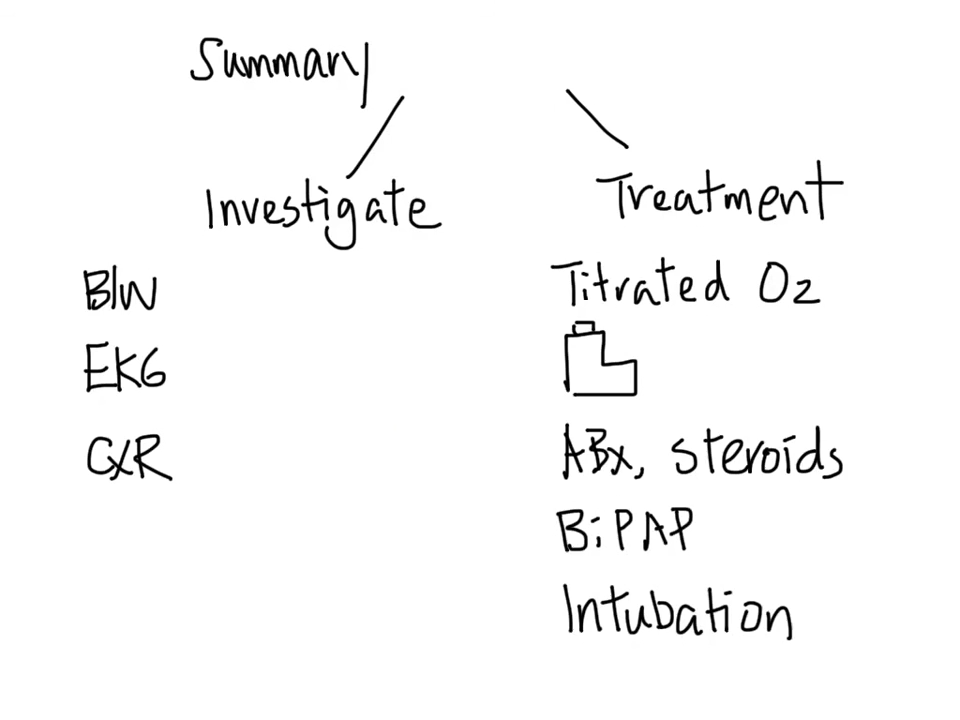 Summary
Investigate
Treatment
B/W
EKG
CXR
Titrated O2
ABx, steroids
BiPAP
Intubation